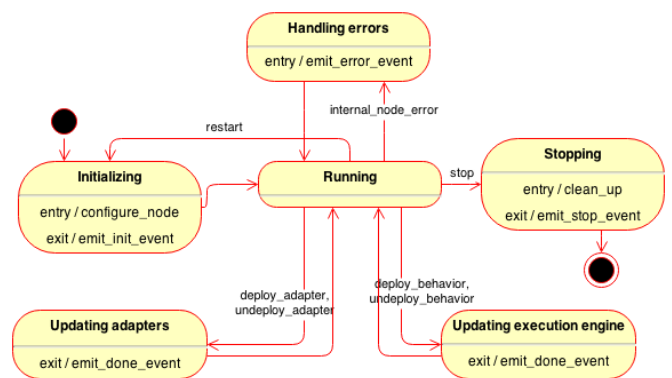 Handling errors
entry / emit_error_event
internal_node_error
restart
Initializing
entry / configure_node
exit / emit_init_event
Running
stop
Stopping
entry / clean_up
exit / emit_stop_event
deploy_adapter,
undeploy_adapter
deploy_behavior,
undeploy_behavior
Updating adapters
exit / emit_done_event
Updating execution engine
exit / emit_done_event